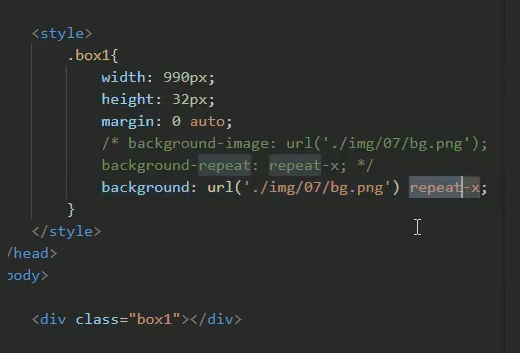 <style>
.box1{
width: 990px;
height: 32px;
margin: 0 auto;
/* background-image: url('./img/07/bg.png');
background-repeat: repeat-x; */
background: url('./img/07/bg.png') repeat-x;
}
</style>
/head>
body>
<div class="box1"></div>